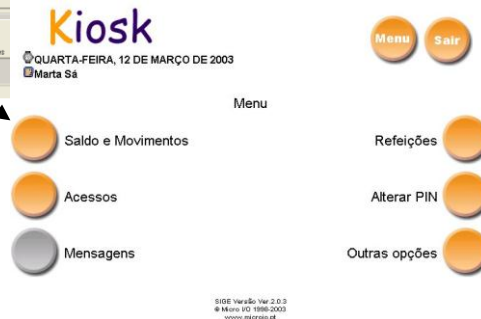 Kiosk
Menu Sair
QUARTA-FEIRA, 12 DE MARÇO DE 2003
Marta Sá
Menu
Saldo e Movimentos
Refeições
Acessos
Alterar PIN
Mensagens
Outras opções
SIGE Versão Ver.2.0.3
© Micro I/O 1996-2003
www.microio.pt